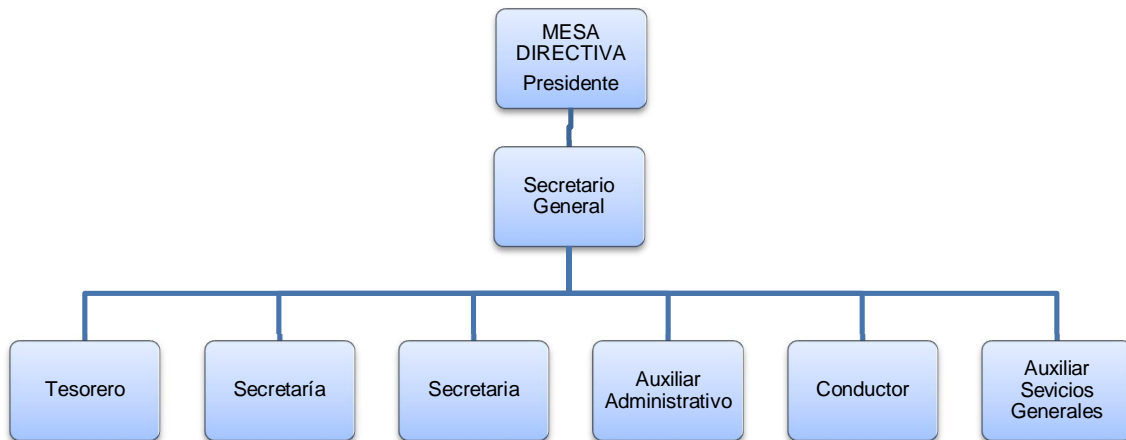 MESA
DIRECTIVA
Presidente
Secretario
General
Tesorero
Secretaría
Secretaria
Auxiliar
Administrativo
Conductor
Auxiliar
Sevicios
Generales